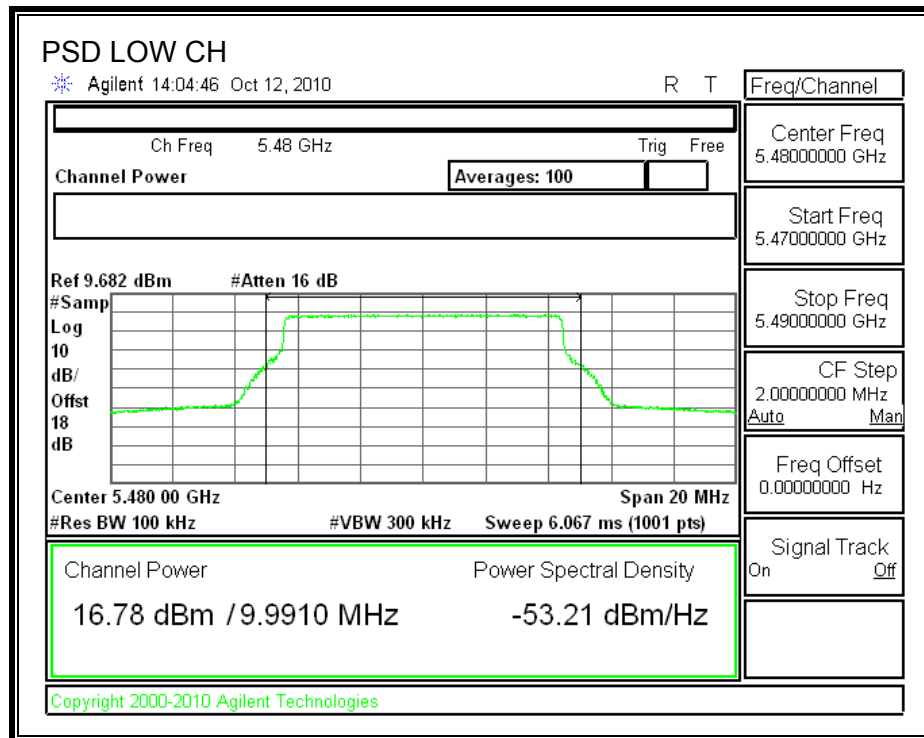 PSD LOW CH
Agilent 14:04:46 Oct 12, 2010 R T
Freq/Channel
Ch Freq 5.48 GHz Trig Free
Channel Power Averages: 100
Ref 9.682 dBm #Atten 16 dB
#Samp
Log
10
dB/
Offst
18
dB
Center 5.480 00 GHz Span 20 MHz
#Res BW 100 kHz #VBW 300 kHz Sweep 6.067 ms (1001 pts)
Channel Power Power Spectral Density
16.78 dBm / 9.9910 MHz -53.21 dBm/Hz
Center Freq
5.48000000 GHz
Start Freq
5.47000000 GHz
Stop Freq
5.49000000 GHz
CF Step
2.00000000 MHz
Auto Man
Freq Offset
0.00000000 Hz
Signal Track
On Off
Copyright 2000-2010 Agilent Technologies